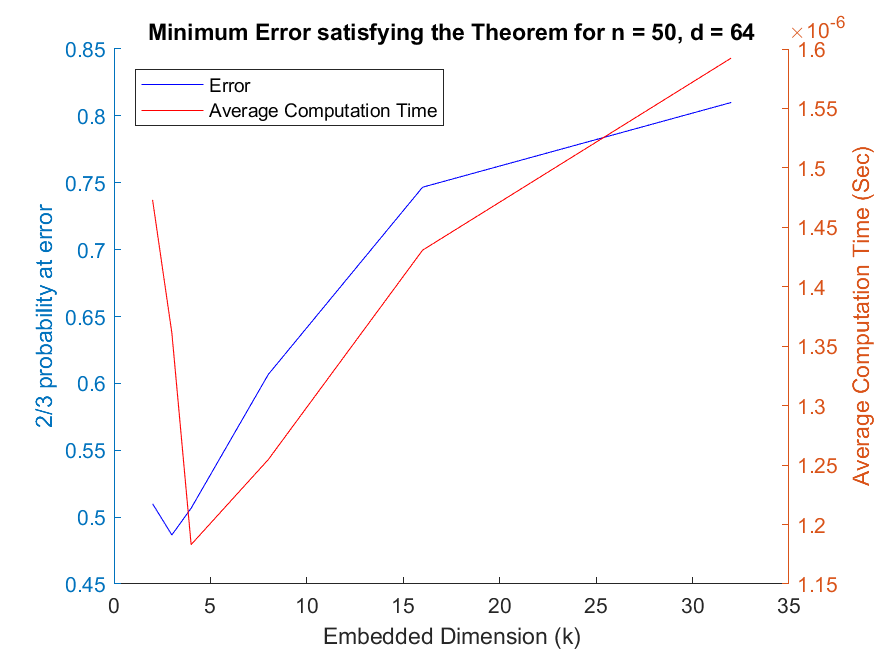 Minimum Error satisfying the Theorem for n = 50, d = 64
×10-6
Error
Average Computation Time
0.85
0.8
0.75
0.7
0.65
0.6
0.55
0.5
0.45
2/3 probability at error
1.6
1.55
1.5
1.45
1.4
1.35
1.3
1.25
1.2
1.15
Average Computation Time (Sec)
0 5 10 15 20 25 30 35
Embedded Dimension (k)